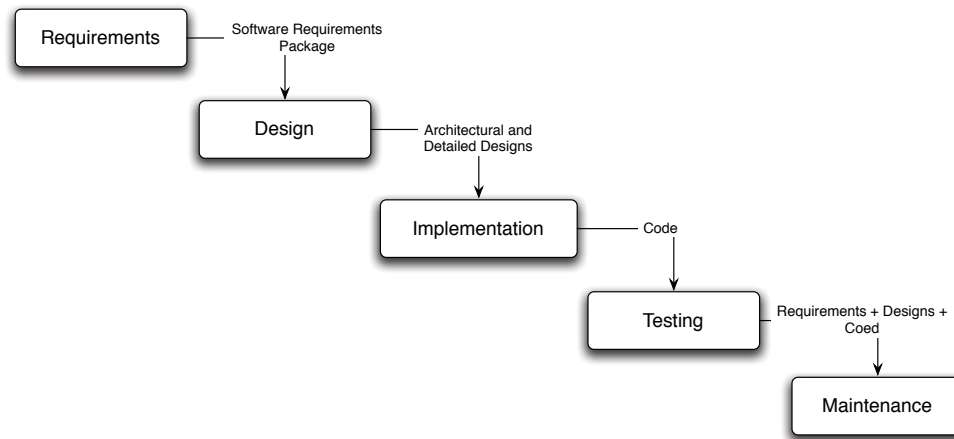 Requirements
Software Requirements
Package
Design
Architectural and
Detailed Designs
Implementation
Code
Testing
Requirements + Designs +
Coed
Maintenance